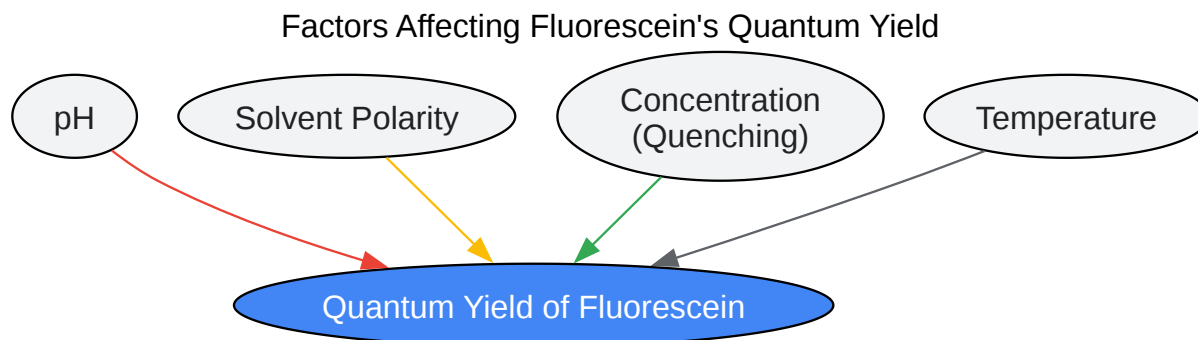 Factors Affecting Fluorescein's Quantum Yield
pH
Solvent Polarity
Concentration
(Quenching)
Temperature
Quantum Yield of Fluorescein